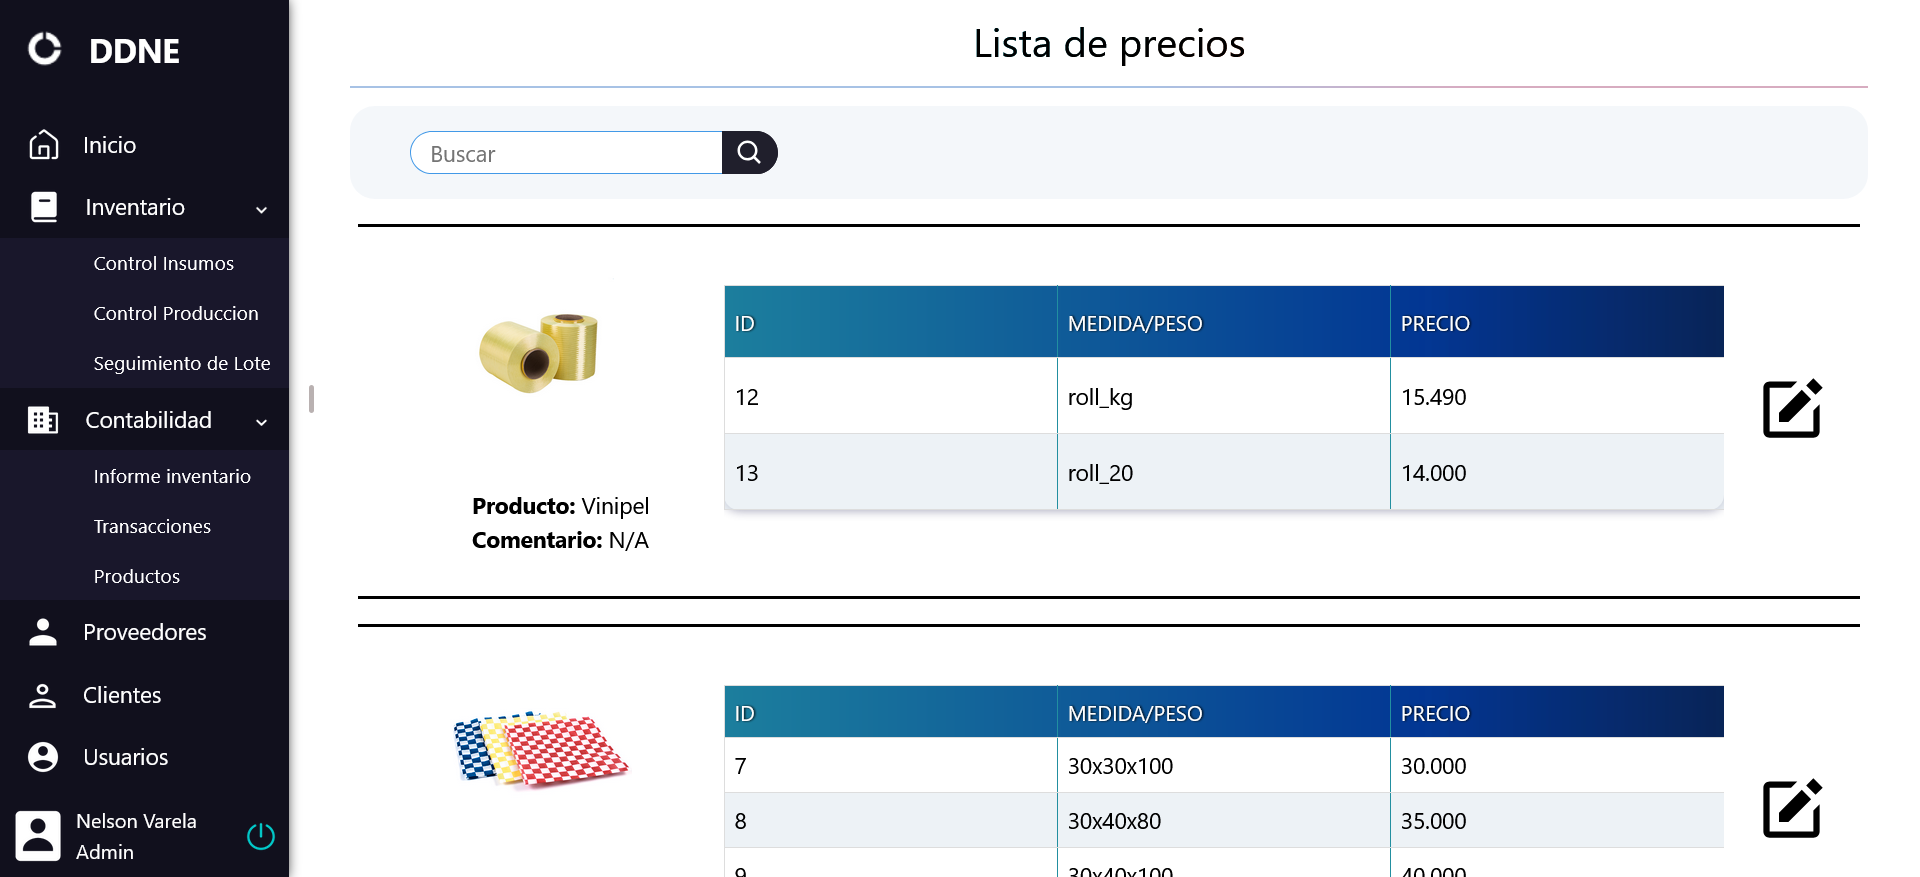 DDNE
Inicio
Inventario
Control Insumos
Control Produccion
Seguimiento de Lote
Contabilidad
Informe inventario
Transacciones
Productos
Proveedores
Clientes
Usuarios
Nelson Varela
Admin
Lista de precios
Buscar
ID MEDIDA/PESO PRECIO
12 roll_kg 15.490
13 roll_20 14.000
Producto: Vinipel
Comentario: N/A
ID MEDIDA/PESO PRECIO
7 30x30x100 30.000
8 30x40x80 35.000
9 30x40x100 40.000